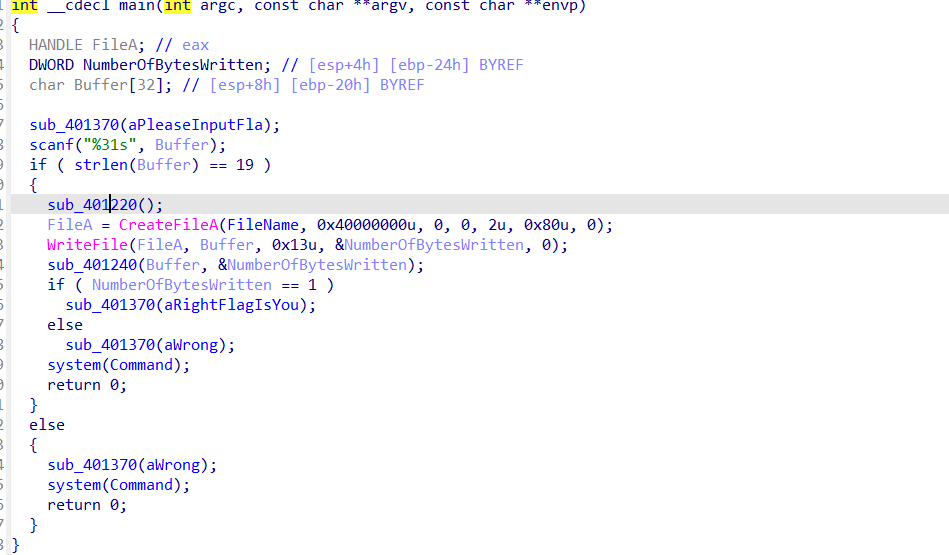 int __cdecl main(int argc, const char **argv, const char **envp)
{
  HANDLE FileA; // eax
  DWORD NumberOfBytesWritten; // [esp+4h] [ebp-24h] BYREF
  char Buffer[32]; // [esp+8h] [ebp-20h] BYREF

  sub_401370(aPleaseInputFla);
  scanf("%31s", Buffer);
  if ( strlen(Buffer) == 19 )
  {
    sub_401220();
    FileA = CreateFileA(FileName, 0x40000000u, 0, 0, 2u, 0x80u, 0);
    WriteFile(FileA, Buffer, 0x13u, &NumberOfBytesWritten, 0);
    sub_401240(Buffer, &NumberOfBytesWritten);
    if ( NumberOfBytesWritten == 1 )
      sub_401370(aRightFlagIsYou);
    else
      sub_401370(aWrong);
    system(Command);
    return 0;
  }
  else
  {
    sub_401370(aWrong);
    system(Command);
    return 0;
  }
}